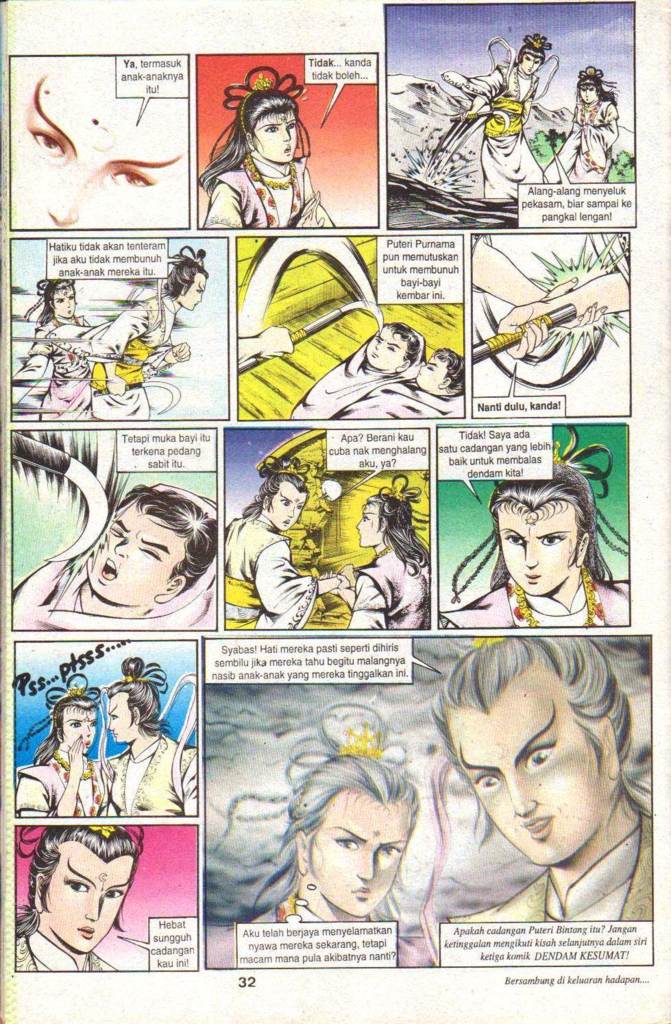 Ya, termasuk
anak-anaknya
itu!
Tidak... kanda
tidak boleh...
Alang-alang menyeluk
pekasam, biar sampai ke
pangkal lengan!
Hatiku tidak akan tenteram
jika aku tidak membunuh
anak-anak mereka itu.
Puteri Purnama
pun memutuskan
untuk membunuh
bayi-bayi
kembar ini.
Nanti dulu, kanda!
Tetapi muka bayi itu
terkena pedang
sabit itu.
Apa? Berani kau
cuba nak menghalang
aku, ya?
Tidak! Saya ada
satu cadangan yang lebih
baik untuk membalas
dendam kita!
Pss...ptsss.....
Syabas! Hati mereka pasti seperti dihiris
sembilu jika mereka tahu begitu malangnya
nasib anak-anak yang mereka tinggalkan ini.
Hebat
sungguh
cadangan
kau ini!
Aku telah berjaya menyelamatkan
nyawa mereka sekarang, tetapi
macam mana pula akibatnya nanti?
Apakah cadangan Puteri Bintang itu? Jangan
ketinggalan mengikuti kisah selanjutnya dalam siri
ketiga komik DENDAM KESUMAT!
32
Bersambung di keluaran hadapan....